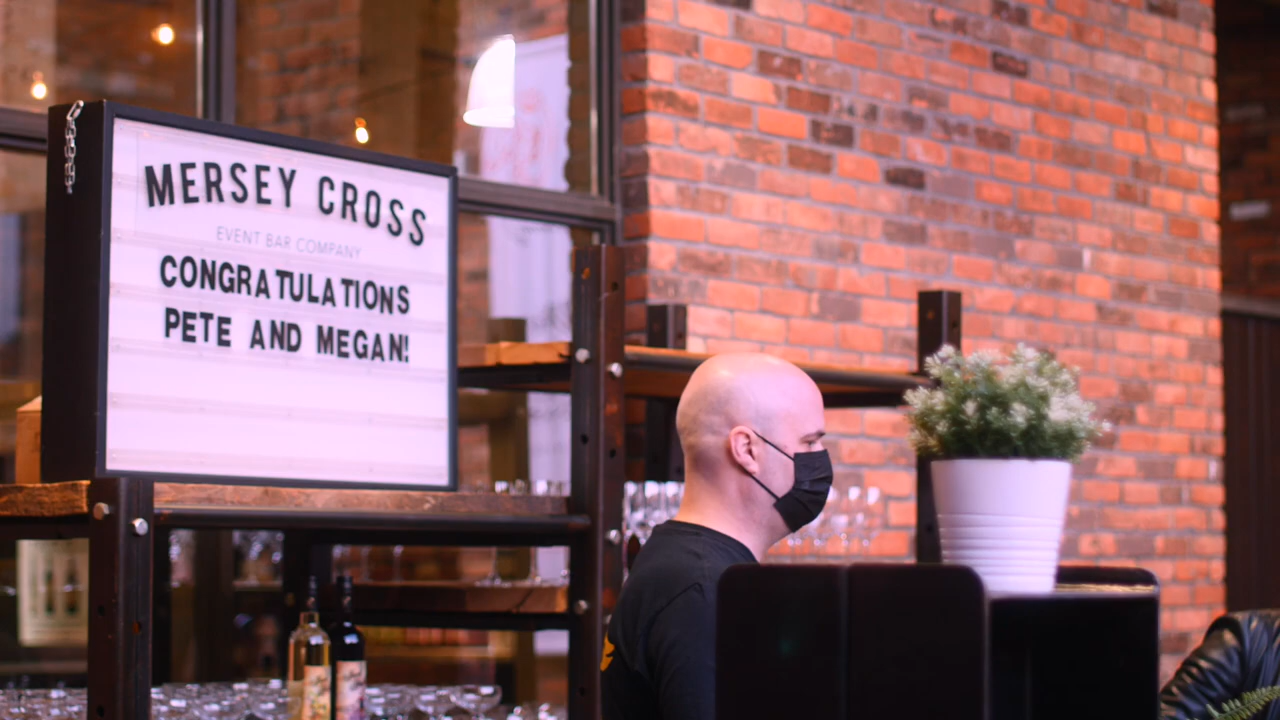 MERSEY CROSS
EVENT BAR COMPANY
CONGRATULATIONS
PETE AND MEGAN!